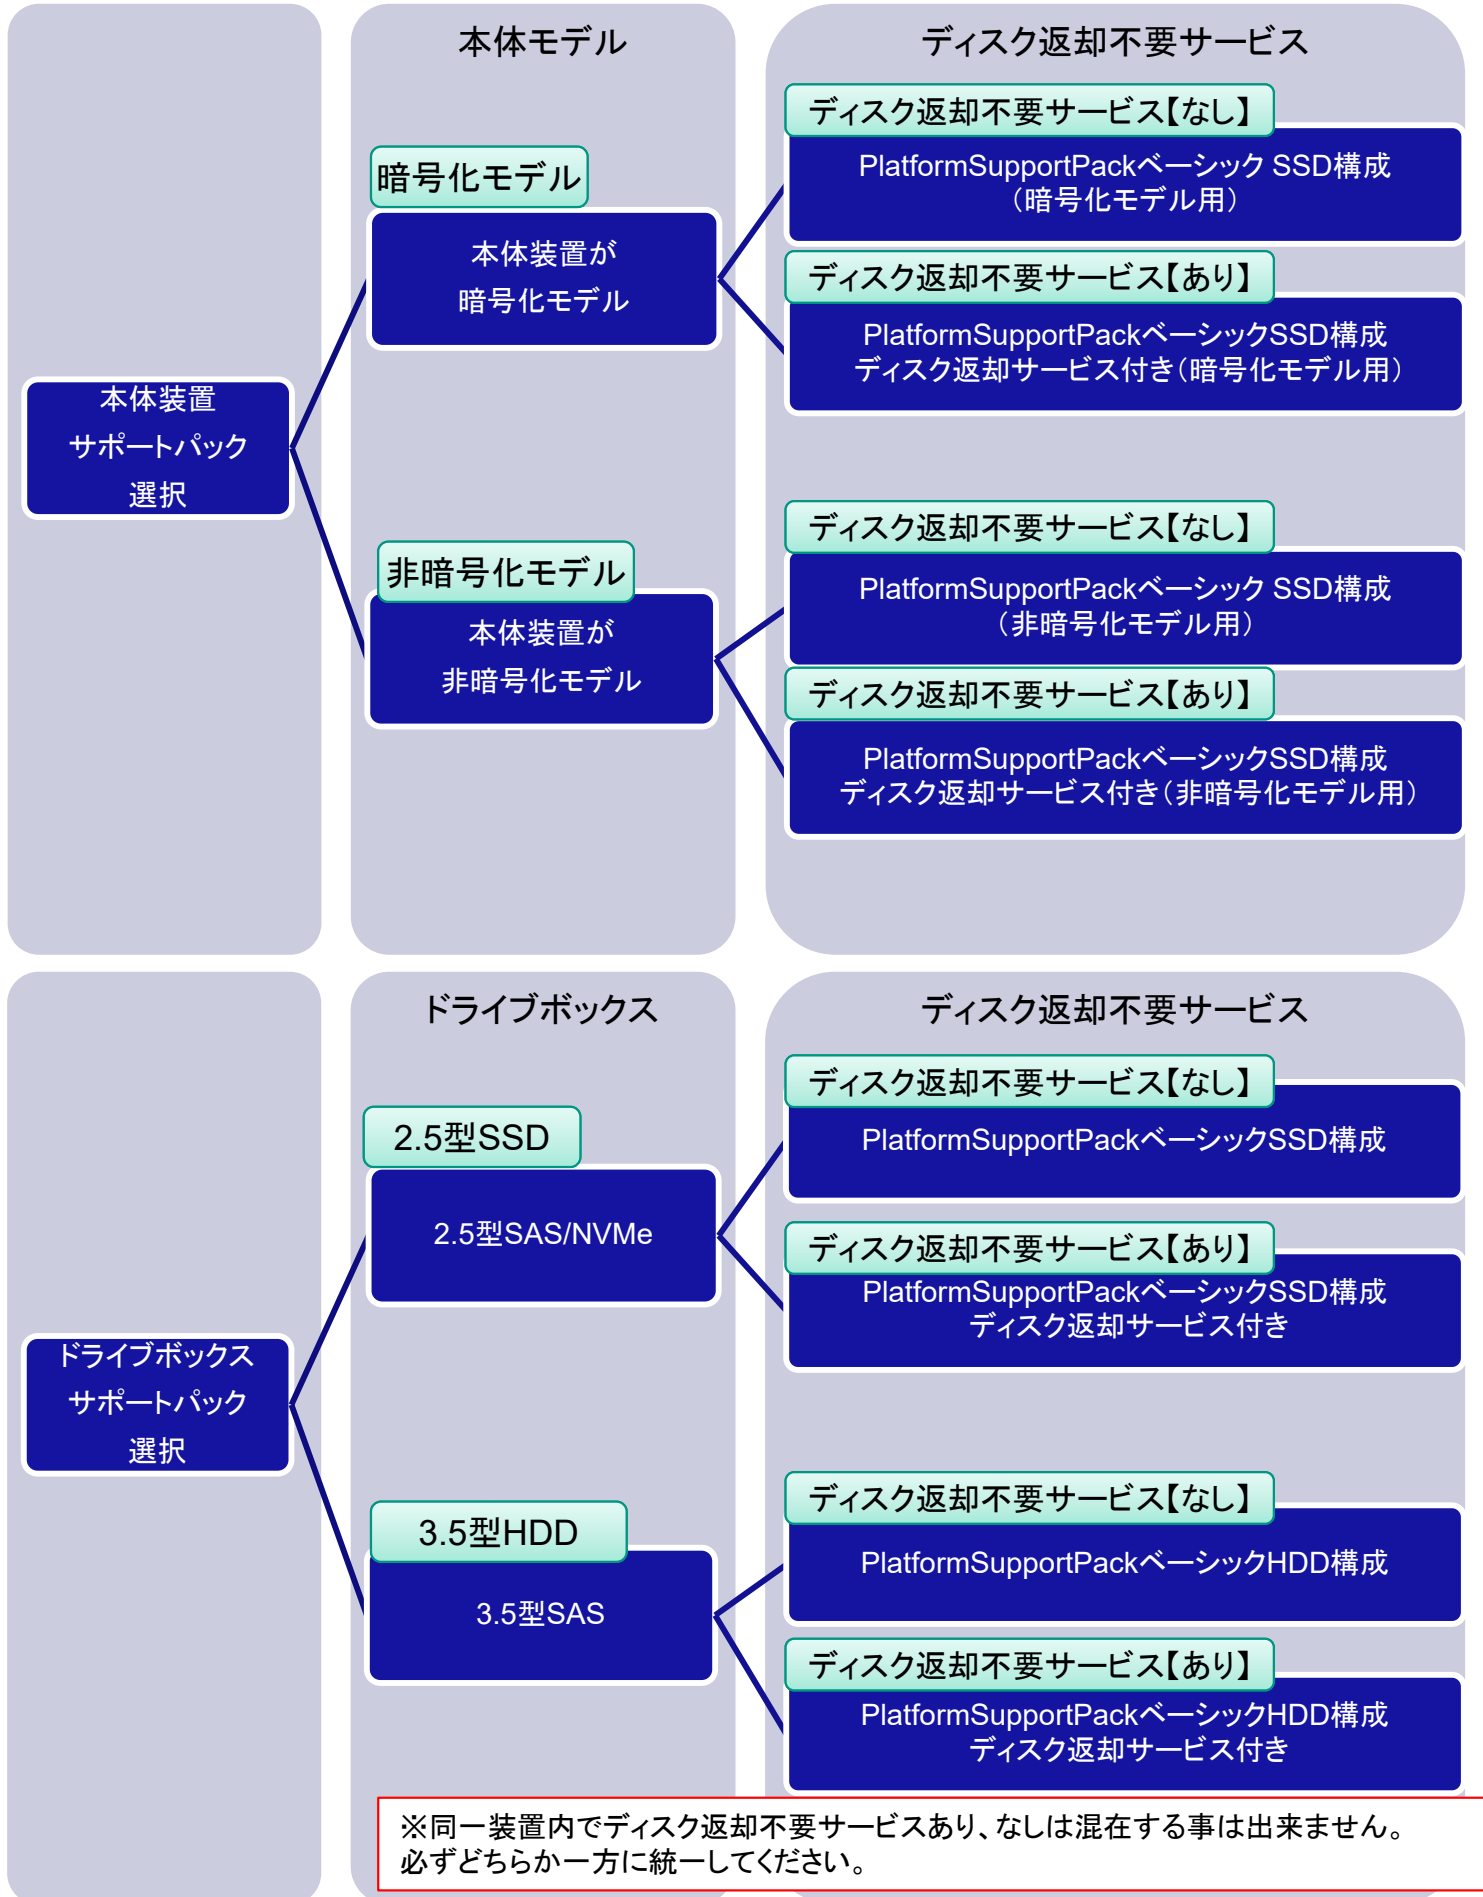 本体モデル
ディスク返却不要サービス
本体装置
サポートパック
選択
暗号化モデル
本体装置が
暗号化モデル
ディスク返却不要サービス【なし】
PlatformSupportPackベーシック SSD構成
（暗号化モデル用）
ディスク返却不要サービス【あり】
PlatformSupportPackベーシックSSD構成
ディスク返却サービス付き（暗号化モデル用）
非暗号化モデル
本体装置が
非暗号化モデル
ディスク返却不要サービス【なし】
PlatformSupportPackベーシック SSD構成
（非暗号化モデル用）
ディスク返却不要サービス【あり】
PlatformSupportPackベーシックSSD構成
ディスク返却サービス付き（非暗号化モデル用）
ドライブボックス
ディスク返却不要サービス
ドライブボックス
サポートパック
選択
2.5型SSD
2.5型SAS/NVMe
ディスク返却不要サービス【なし】
PlatformSupportPackベーシックSSD構成
ディスク返却不要サービス【あり】
PlatformSupportPackベーシックSSD構成
ディスク返却サービス付き
3.5型HDD
3.5型SAS
ディスク返却不要サービス【なし】
PlatformSupportPackベーシックHDD構成
ディスク返却不要サービス【あり】
PlatformSupportPackベーシックHDD構成
ディスク返却サービス付き
※同一装置内でディスク返却不要サービスあり、なしは混在する事は出来ません。
必ずどちらか一方に統一してください。